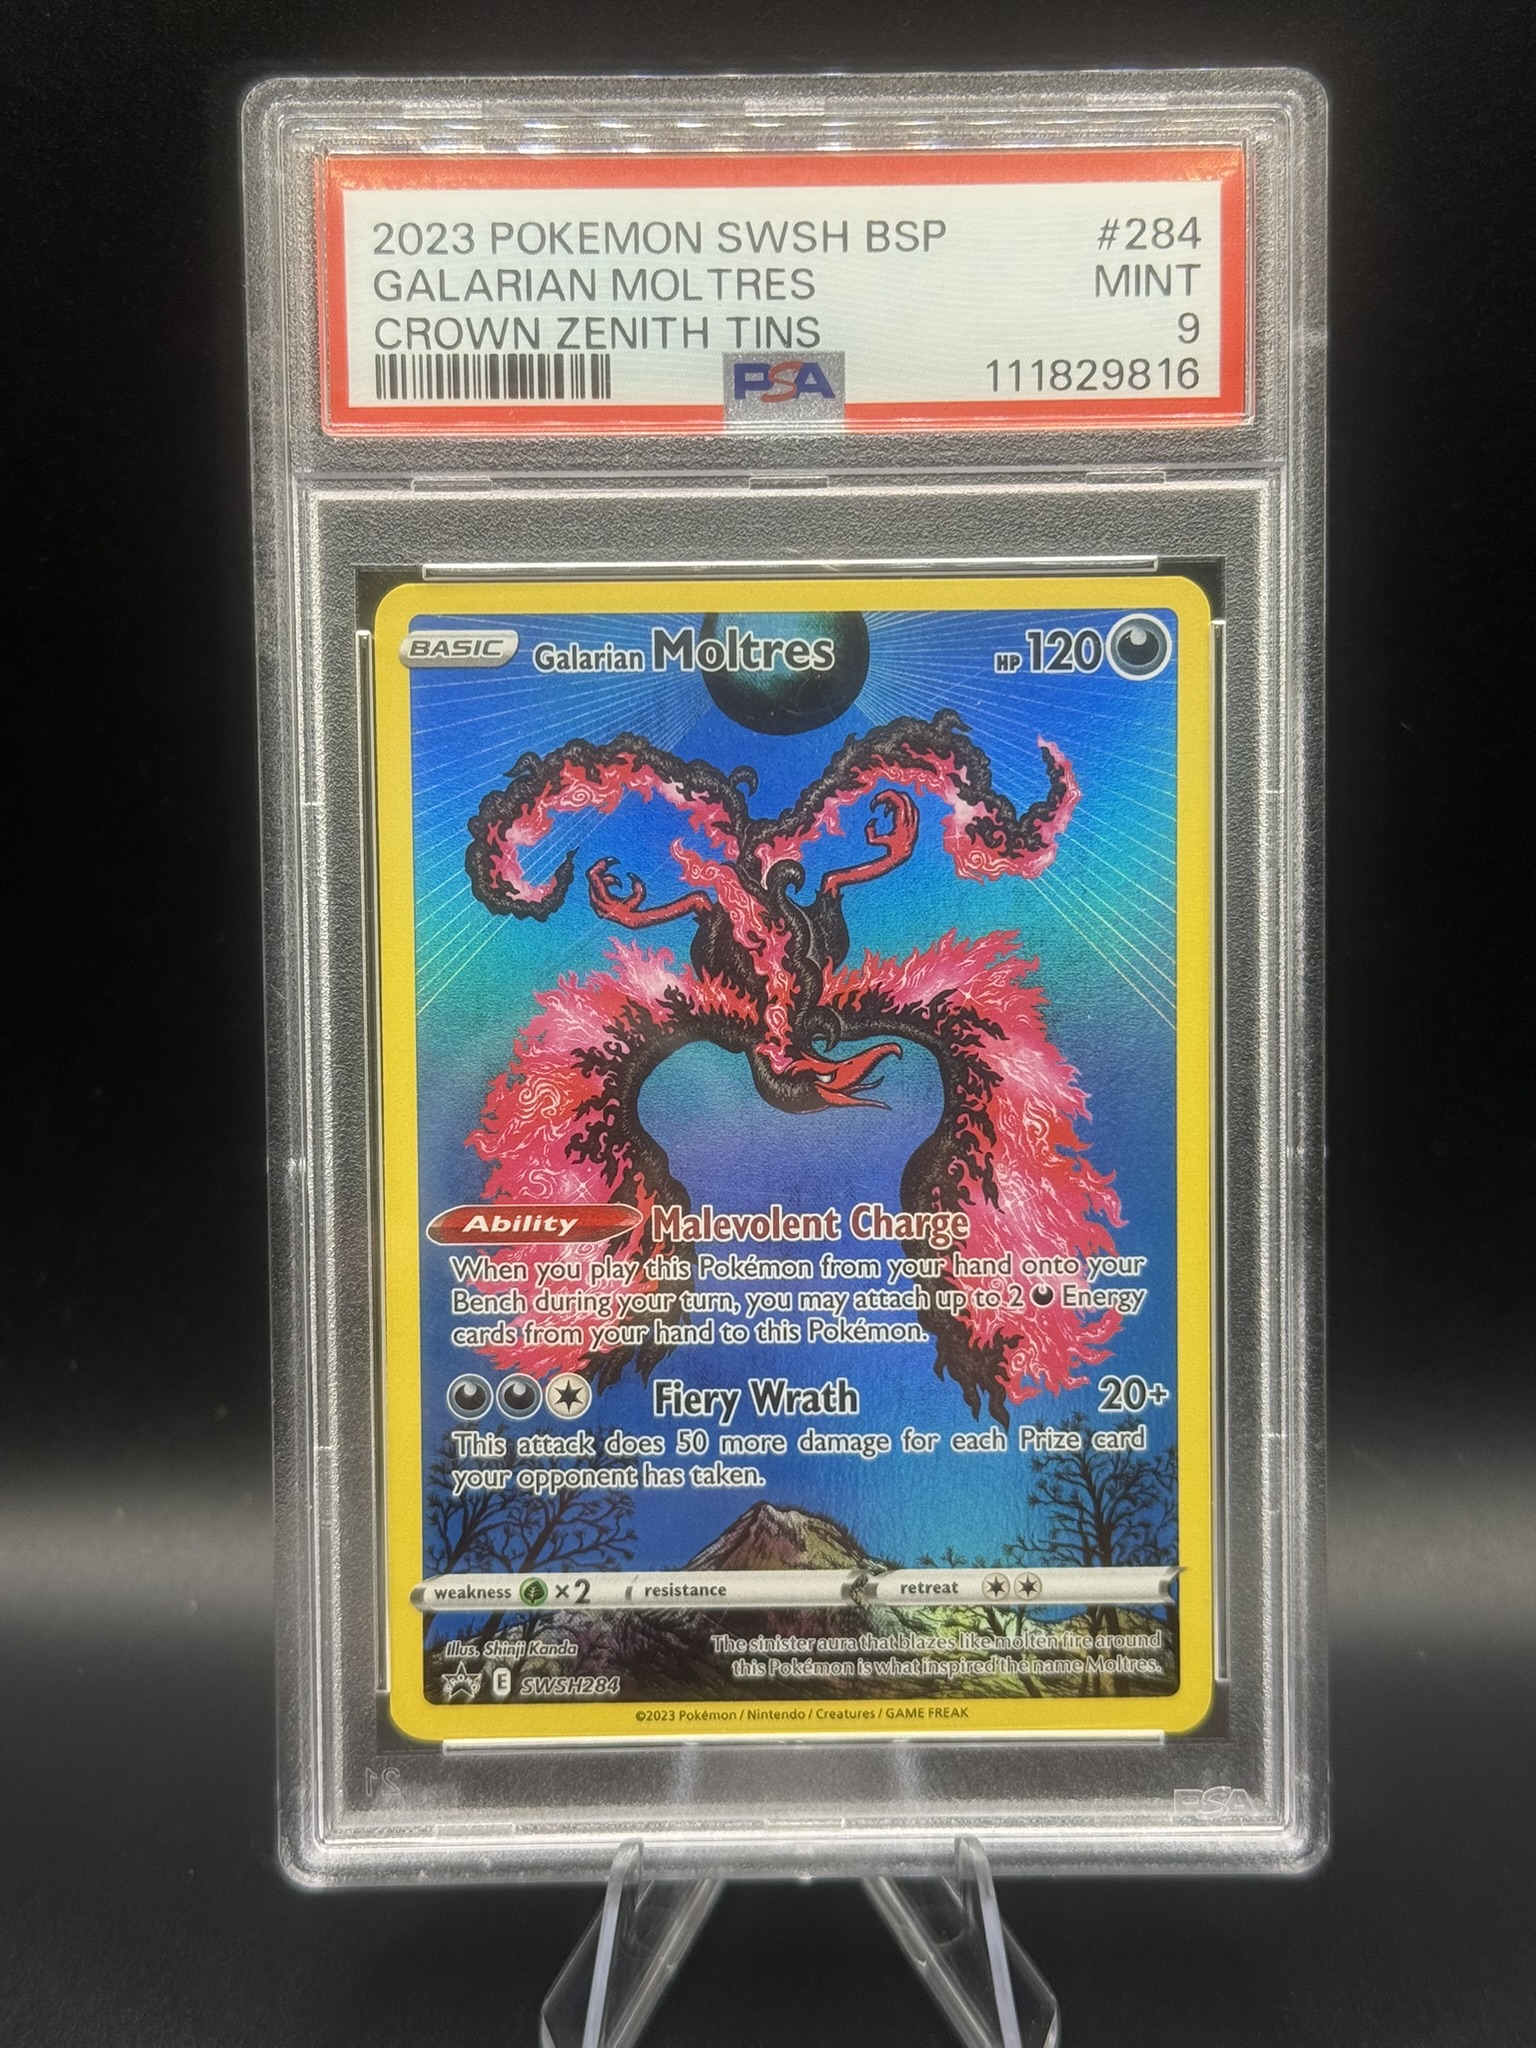 2023 POKEMON SWSH BSP #284
GALARIAN MOLTRES MINT
CROWN ZENITH TINS 9
PSA 111829816
BASIC Galarian Moltres HP 120
Ability Malevolent Charge
When you play this Pokémon from your hand onto your
Bench during your turn, you may attach up to 2 Energy
cards from your hand to this Pokémon.
Fiery Wrath 20+
This attack does 50 more damage for each Prize card
your opponent has taken.
weakness ×2 resistance retreat
Illus. Shinji Kanda
The sinister aura that blazes like molten fire around
this Pokémon is what inspired the name Moltres.
E SWSH284
©2023 Pokémon / Nintendo / Creatures / GAME FREAK
21 PSA